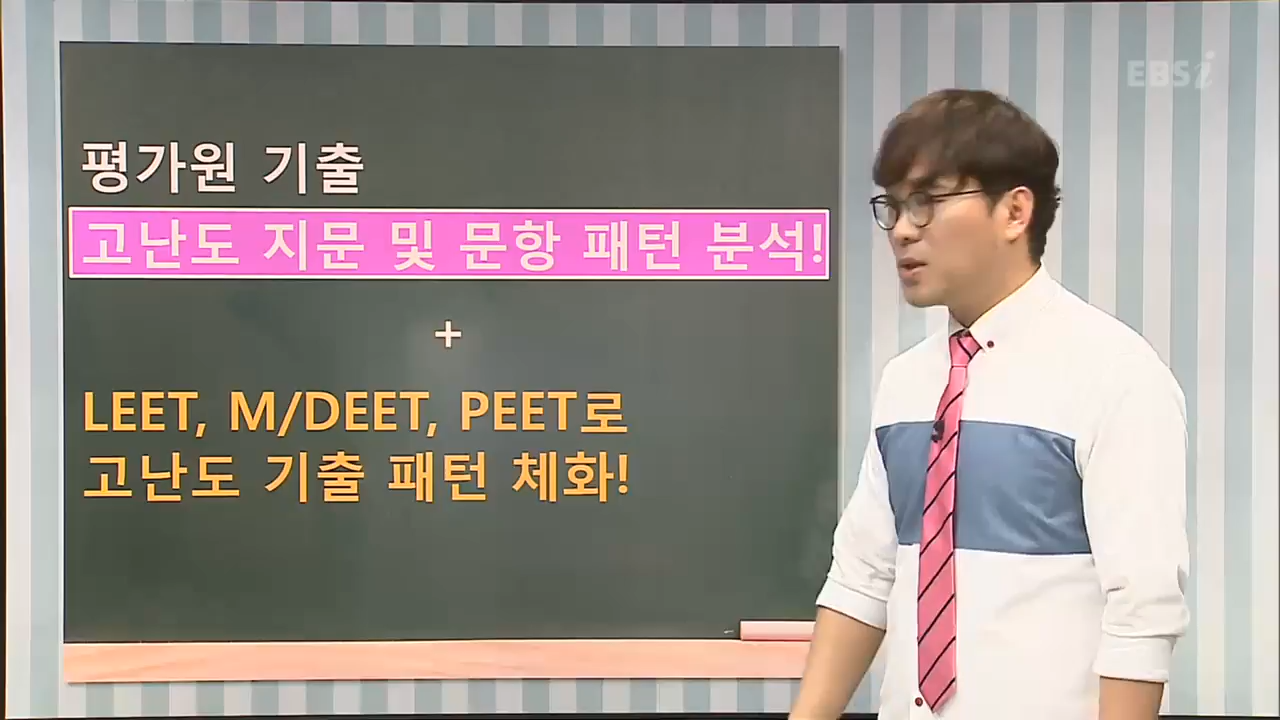 EBSi
평가원 기출
고난도 지문 및 문항 패턴 분석!
+
LEET, M/DEET, PEET로
고난도 기출 패턴 체화!